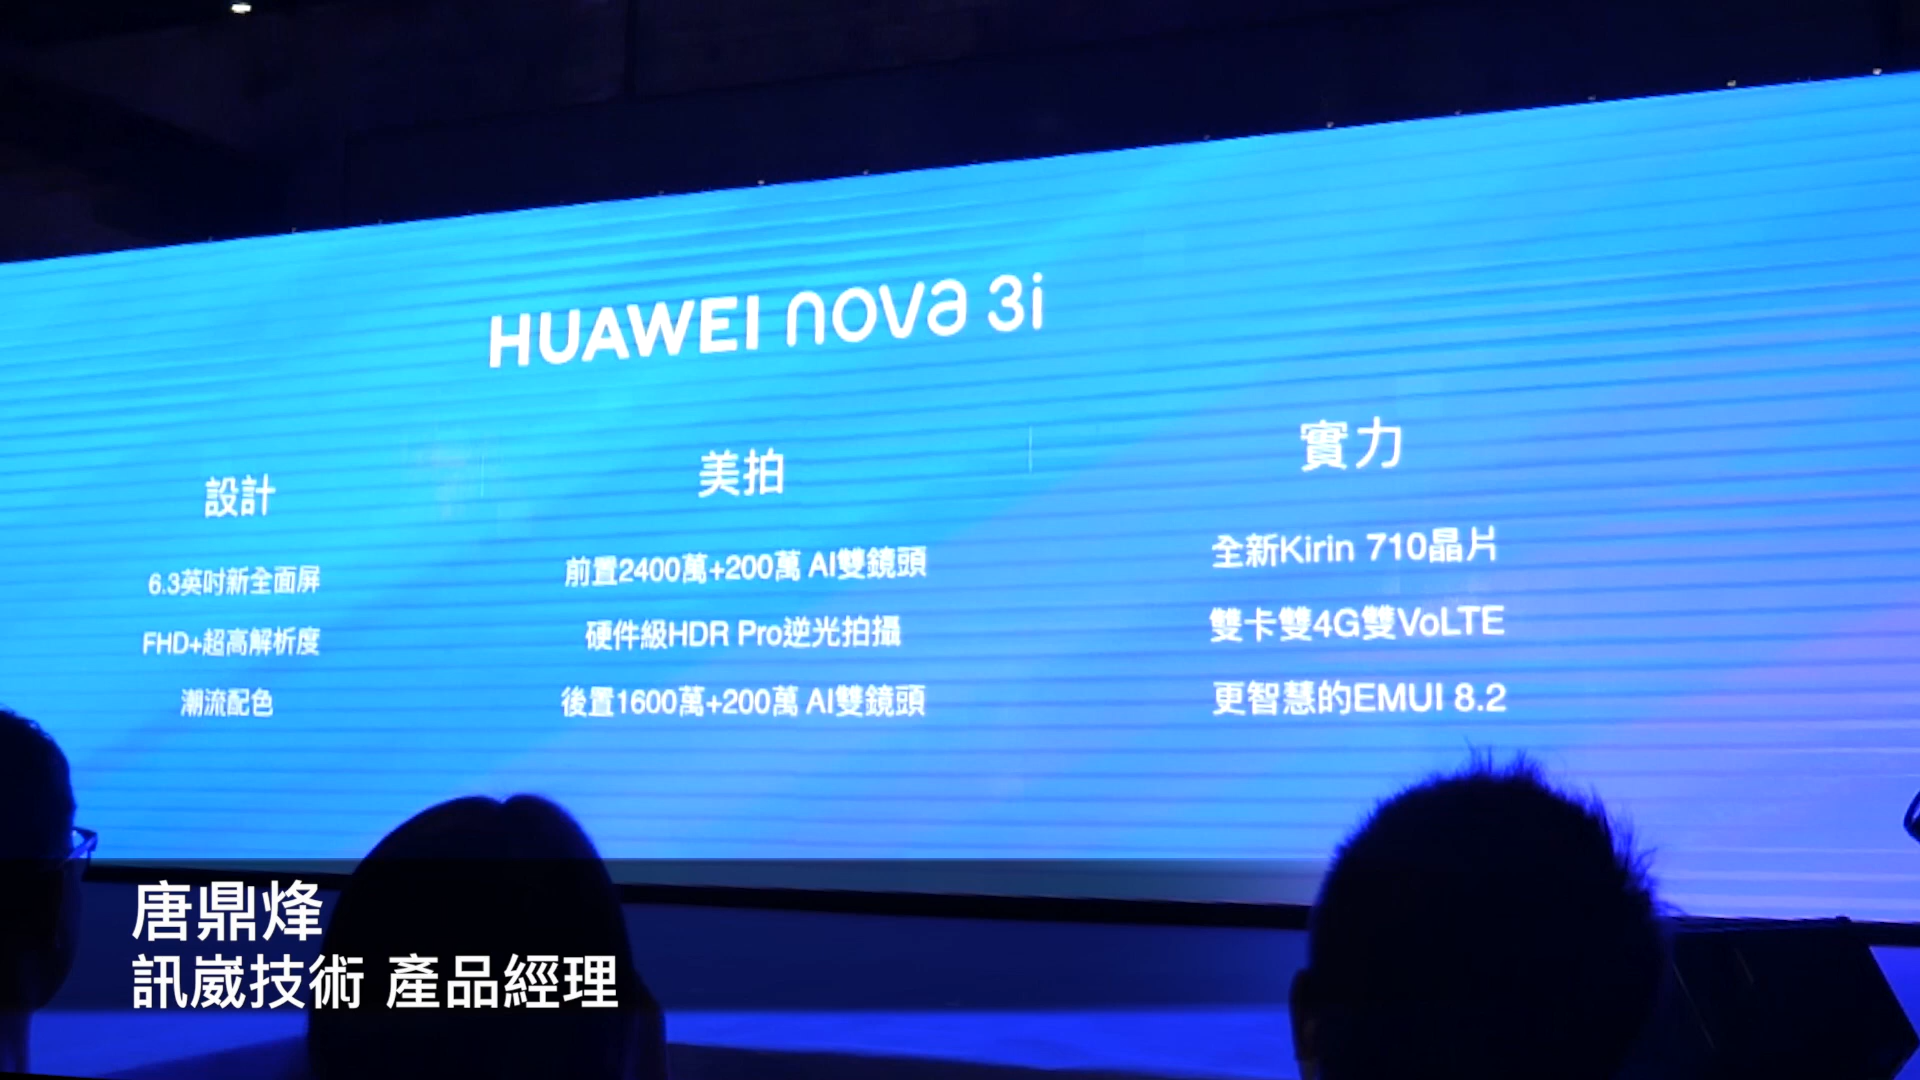 HUAWEI nova 3i
設計
6.3英吋新全面屏
FHD+超高解析度
潮流配色
美拍
前置2400萬+200萬 AI雙鏡頭
硬件級HDR Pro逆光拍攝
後置1600萬+200萬 AI雙鏡頭
實力
全新Kirin 710晶片
雙卡雙4G雙VoLTE
更智慧的EMUI 8.2
唐鼎烽
訊崴技術 產品經理